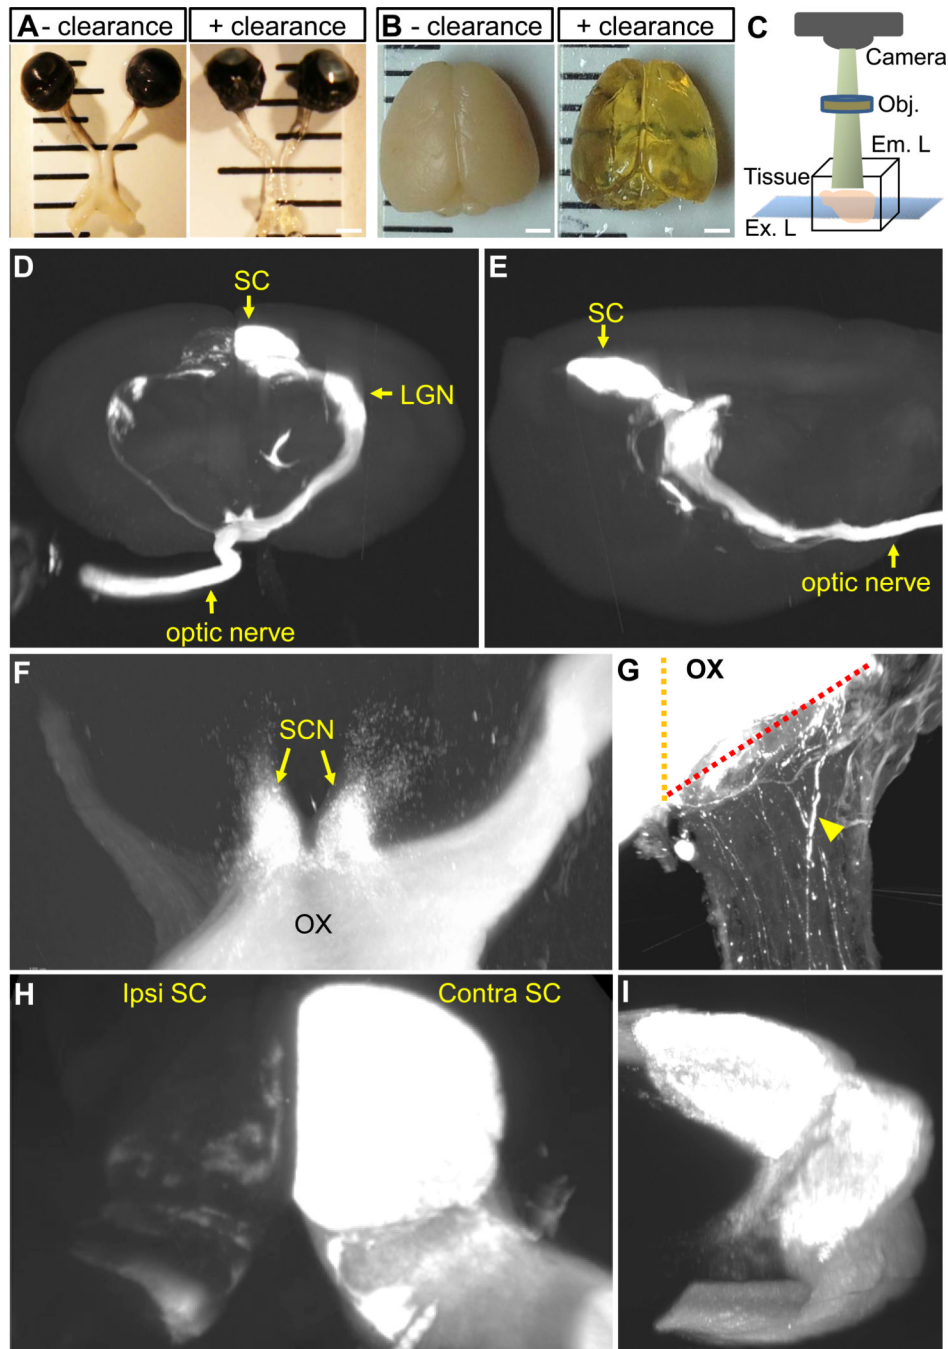 A - clearance + clearance
B - clearance + clearance
C
Camera
Obj.
Em. L
Tissue
Ex. L
D
SC
LGN
optic nerve
E
SC
optic nerve
F
SCN
OX
G
OX
H
Ipsi SC
Contra SC
I